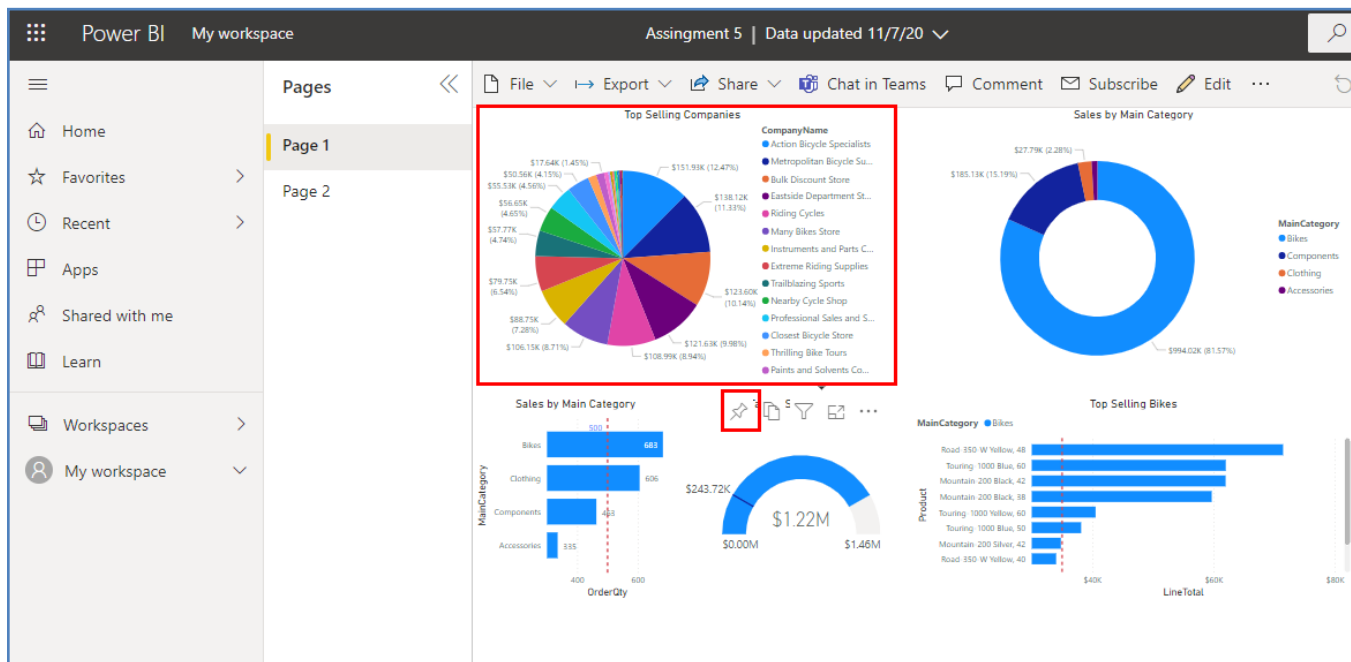 Power BI My workspace
Assingment 5 | Data updated 11/7/20
Home
Favorites
Recent
Apps
Shared with me
Learn
Workspaces
My workspace
Pages
Page 1
Page 2
File Export Share Chat in Teams Comment Subscribe Edit ...
Top Selling Companies
$17.64K (1.45%)
$50.56K (4.15%)
$55.53K (4.56%)
$56.65K
(4.65%)
$57.77K
(4.74%)
$79.75K
(6.54%)
$88.75K
(7.28%)
$106.15K (8.71%)
$108.99K (8.94%)
$121.63K (9.98%)
$123.60K
(10.14%)
$138.12K
(11.33%)
$151.93K (12.47%)
CompanyName
Action Bicycle Specialists
Metropolitan Bicycle Su...
Bulk Discount Store
Eastside Department St...
Riding Cycles
Many Bikes Store
Instruments and Parts C...
Extreme Riding Supplies
Trailblazing Sports
Nearby Cycle Shop
Professional Sales and S...
Closest Bicycle Store
Thrilling Bike Tours
Paints and Solvents Co...
Sales by Main Category
$27.79K (2.28%)
$185.13K (15.19%)
$994.02K (81.57%)
MainCategory
Bikes
Components
Clothing
Accessories
Sales by Main Category
500
Bikes 683
Clothing 606
Components
Accessories 335
MainCategory
400 600
OrderQty
$243.72K
$1.22M
$0.00M $1.46M
Top Selling Bikes
MainCategory Bikes
Road-350-W Yellow, 48
Touring-1000 Blue, 60
Mountain-200 Black, 42
Mountain-200 Black, 38
Touring-1000 Yellow, 60
Touring-1000 Blue, 50
Mountain-200 Silver, 42
Road-350-W Yellow, 40
Product
$40K $60K $80K
LineTotal